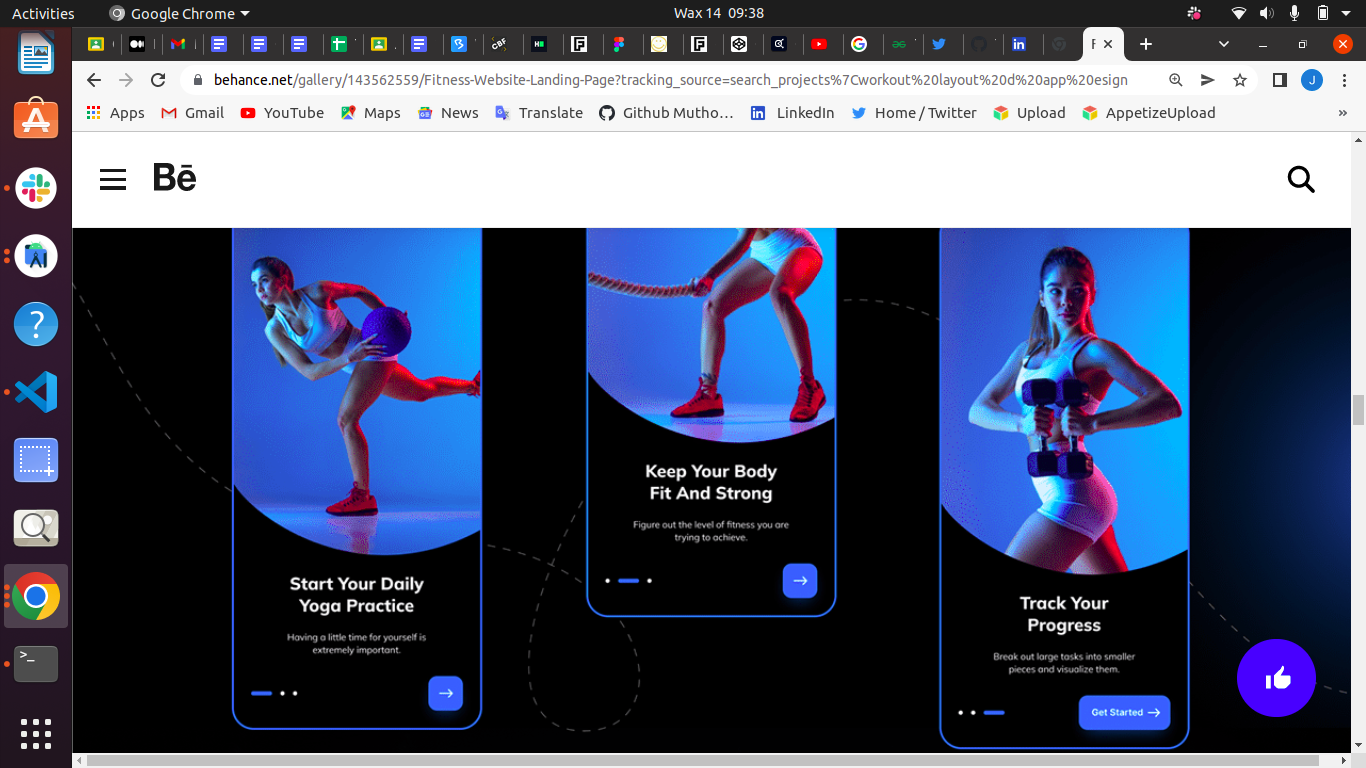 Activities
Google Chrome
Wax 14 09:38
behance.net/gallery/143562559/Fitness-Website-Landing-Page?tracking_source=search_projects%7Cworkout%20layout%20d%20app%20esign
J
Apps
Gmail
YouTube
Maps
News
Translate
Github Mutho…
LinkedIn
Home / Twitter
Upload
AppetizeUpload
»
Bē
Start Your Daily
Yoga Practice
Having a little time for yourself is
extremely important.
Keep Your Body
Fit And Strong
Figure out the level of fitness you are
trying to achieve.
Track Your
Progress
Break out large tasks into smaller
pieces and visualize them.
Get Started